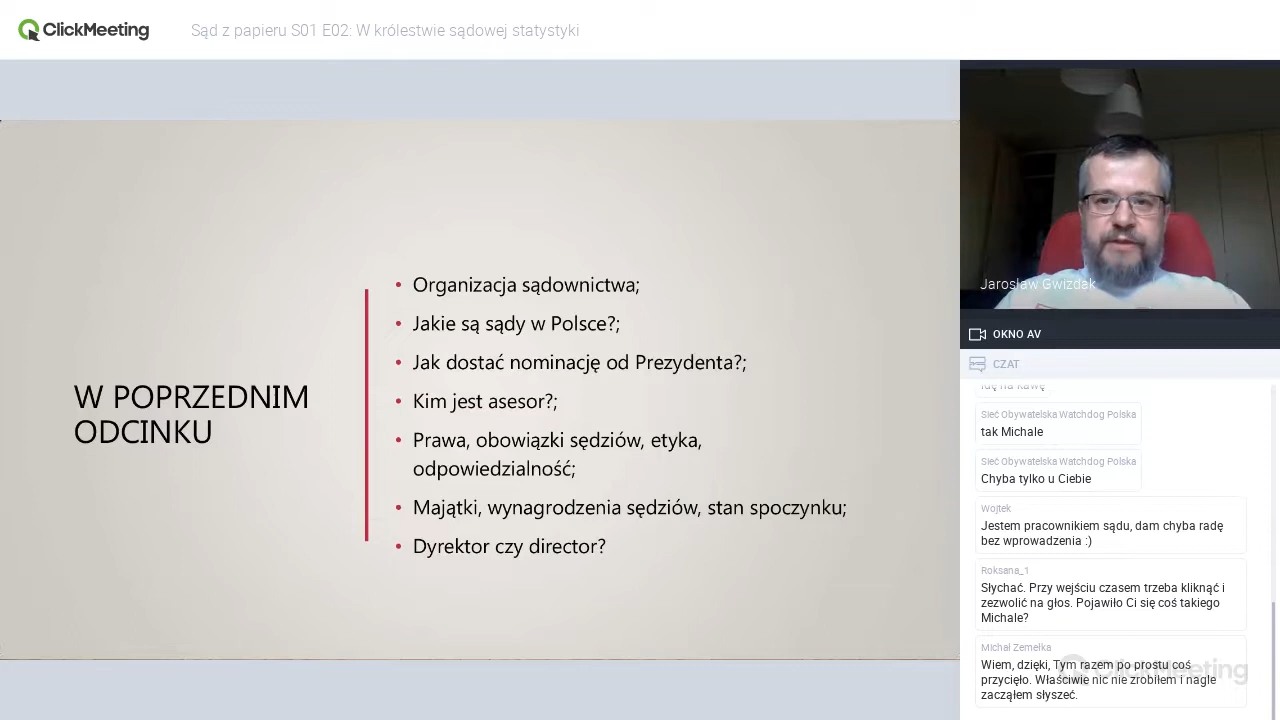 ClickMeeting
Sąd z papieru S01 E02: W królestwie sądowej statystyki
W POPRZEDNIM
ODCINKU
• Organizacja sądownictwa;
• Jakie są sądy w Polsce?;
• Jak dostać nominację od Prezydenta?;
• Kim jest asesor?;
• Prawa, obowiązki sędziów, etyka,
odpowiedzialność;
• Majątki, wynagrodzenia sędziów, stan spoczynku;
• Dyrektor czy director?
Jarosław Gwizdak
OKNO AV
CZAT
idę na kawę
Sieć Obywatelska Watchdog Polska
tak Michale
Sieć Obywatelska Watchdog Polska
Chyba tylko u Ciebie
Wojtek
Jestem pracownikiem sądu, dam chyba radę
bez wprowadzenia :)
Roksana_1
Słychać. Przy wejściu czasem trzeba kliknąć i
zezwolić na głos. Pojawiło Ci się coś takiego
Michale?
Michał Zemełka
Wiem, dzięki, Tym razem po prostu coś
przycięło. Właściwie nic nie zrobiłem i nagle
zacząłem słyszeć.
ClickMeeting